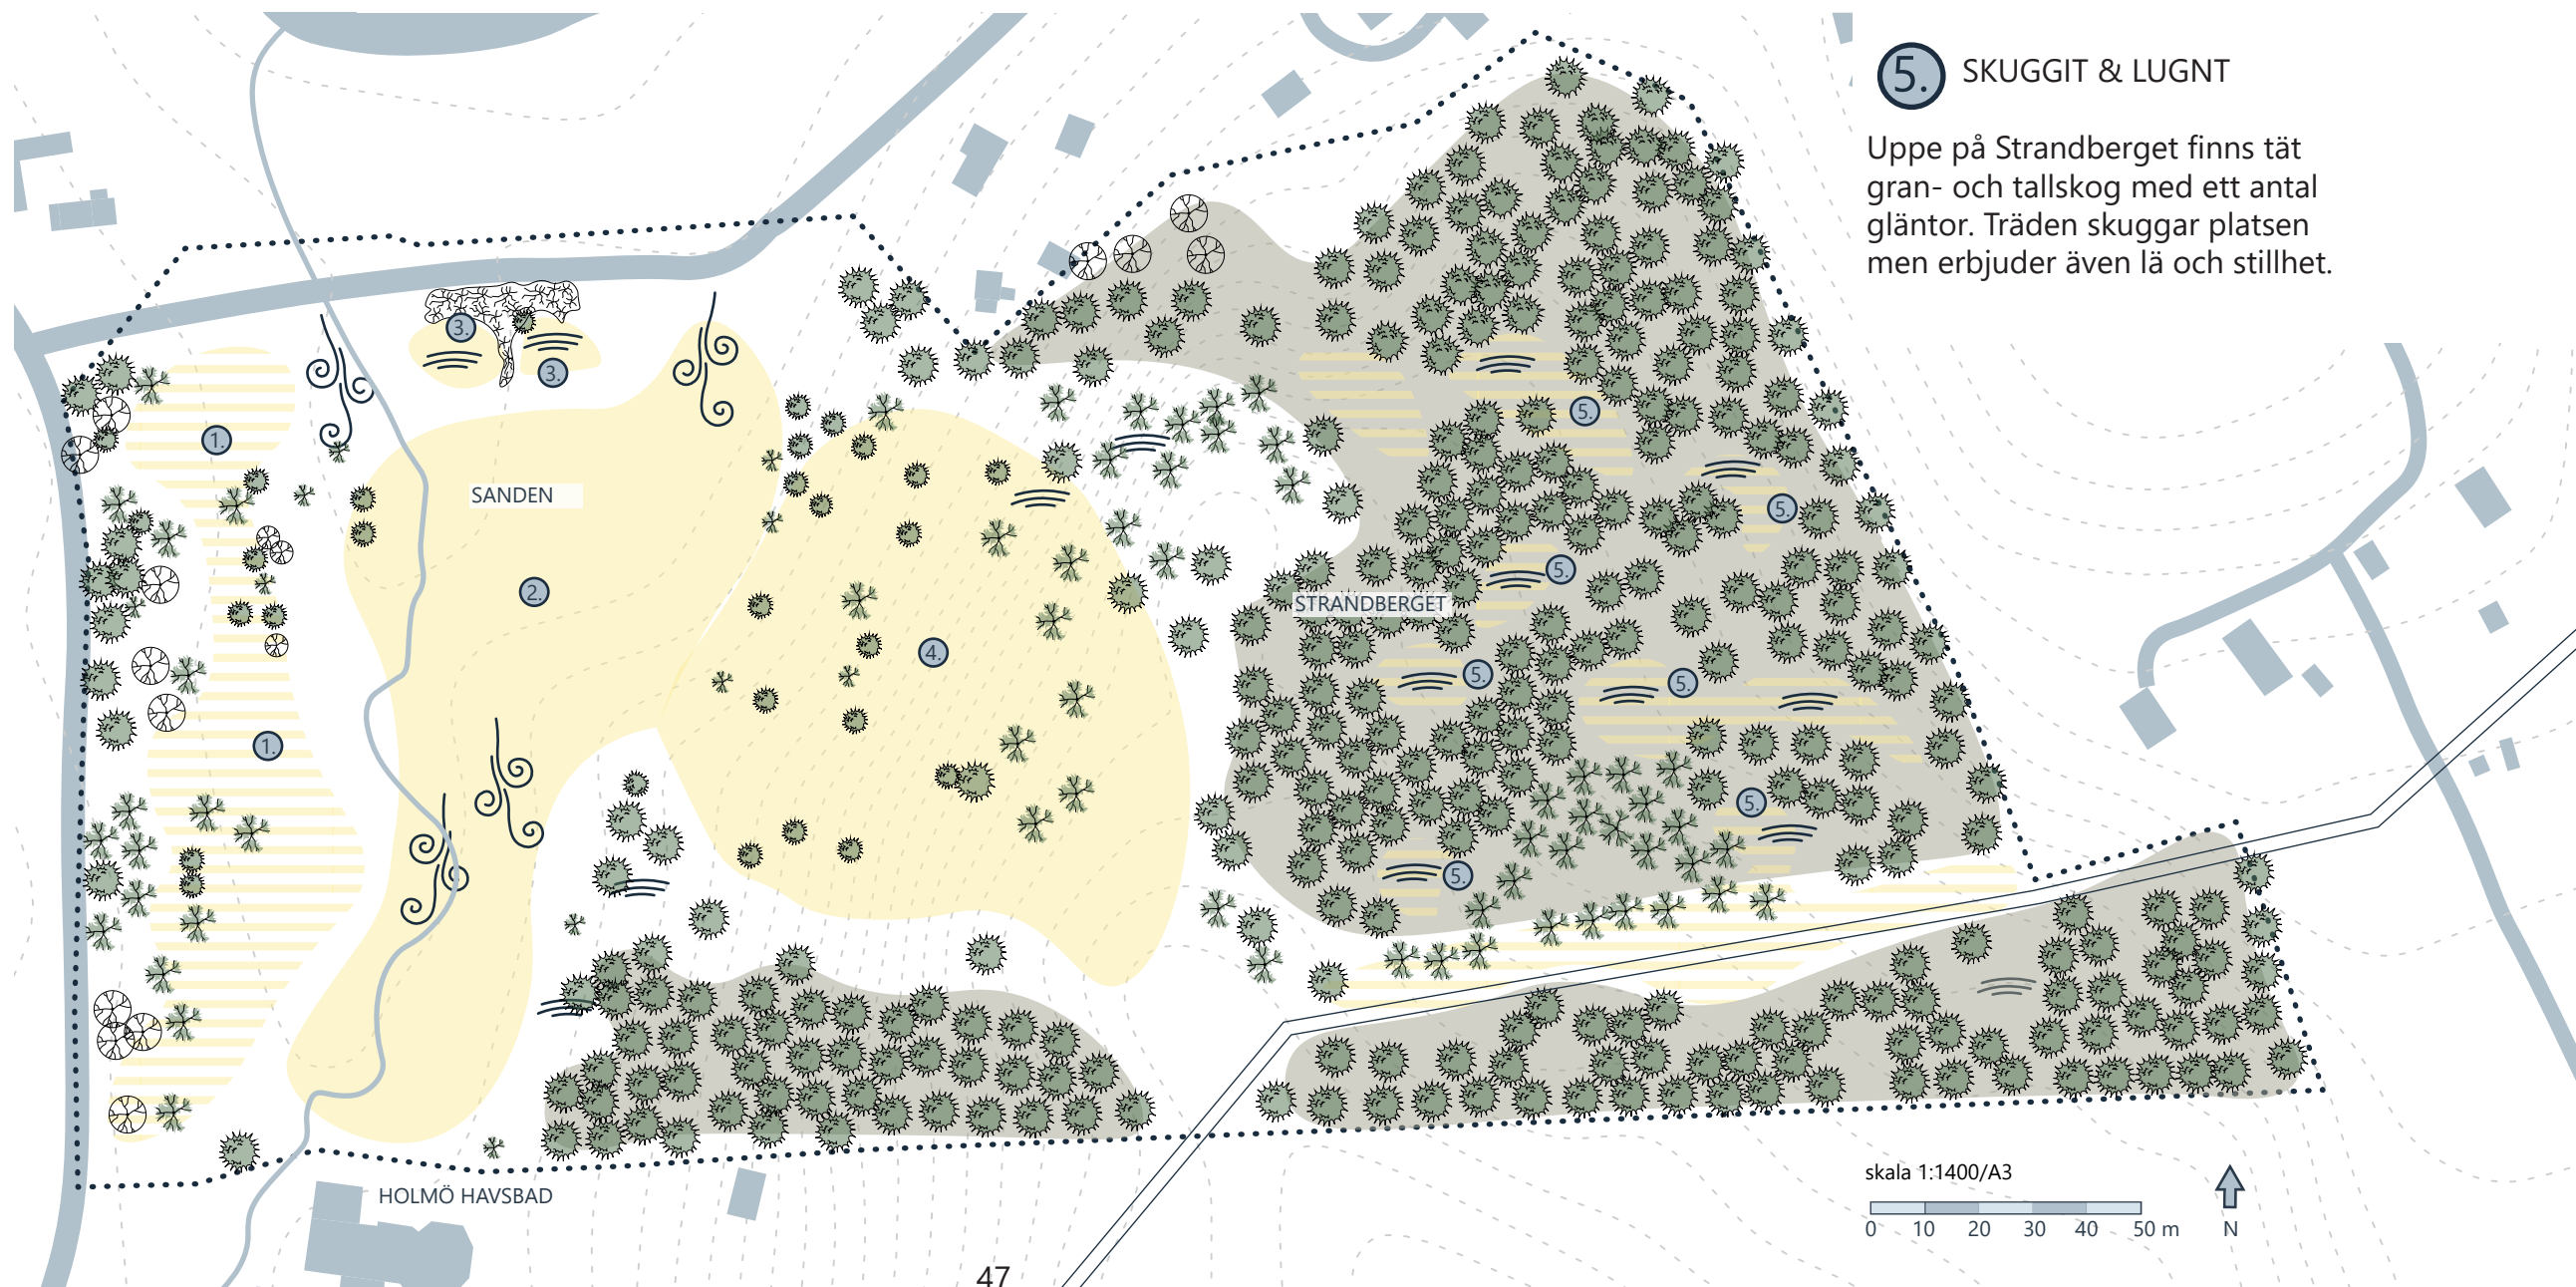 5. SKUGGIT & LUGNT
Uppe på Strandberget finns tät
gran- och tallskog med ett antal
gläntor. Träden skuggar platsen
men erbjuder även lä och stillhet.
3.
3.
5.
1.
SANDEN
5.
5.
2.
STRANDBERGET
4.
5.
5.
1.
5.
5.
skala 1:1400/A3
HOLMÖ HAVSBAD
0 10 20 30 40 50 m
N
47